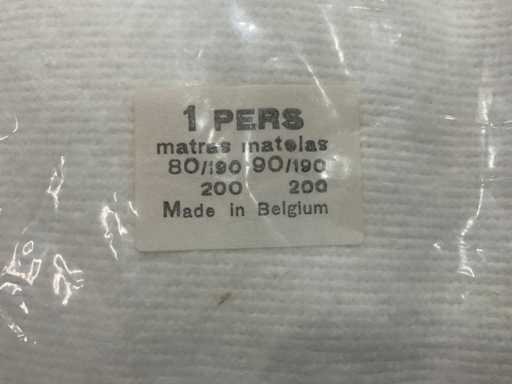 1 PERS
matras matelas
80/190 90/190
200 200
Made in Belgium